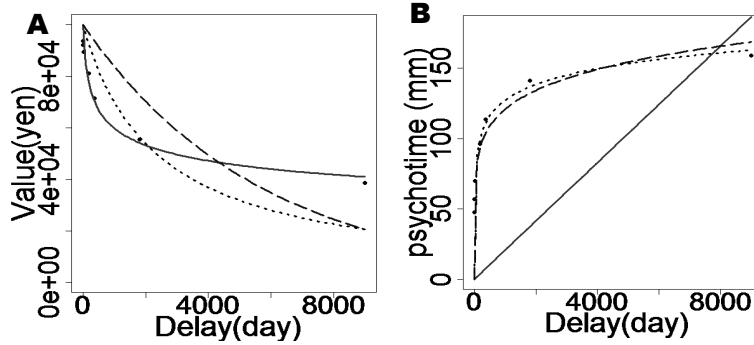 A
Value(yen)
8e+04
4e+04
0e+00
0
4000
8000
Delay(day)
B
psychotime (mm)
150
100
50
0
0
4000
8000
Delay(day)